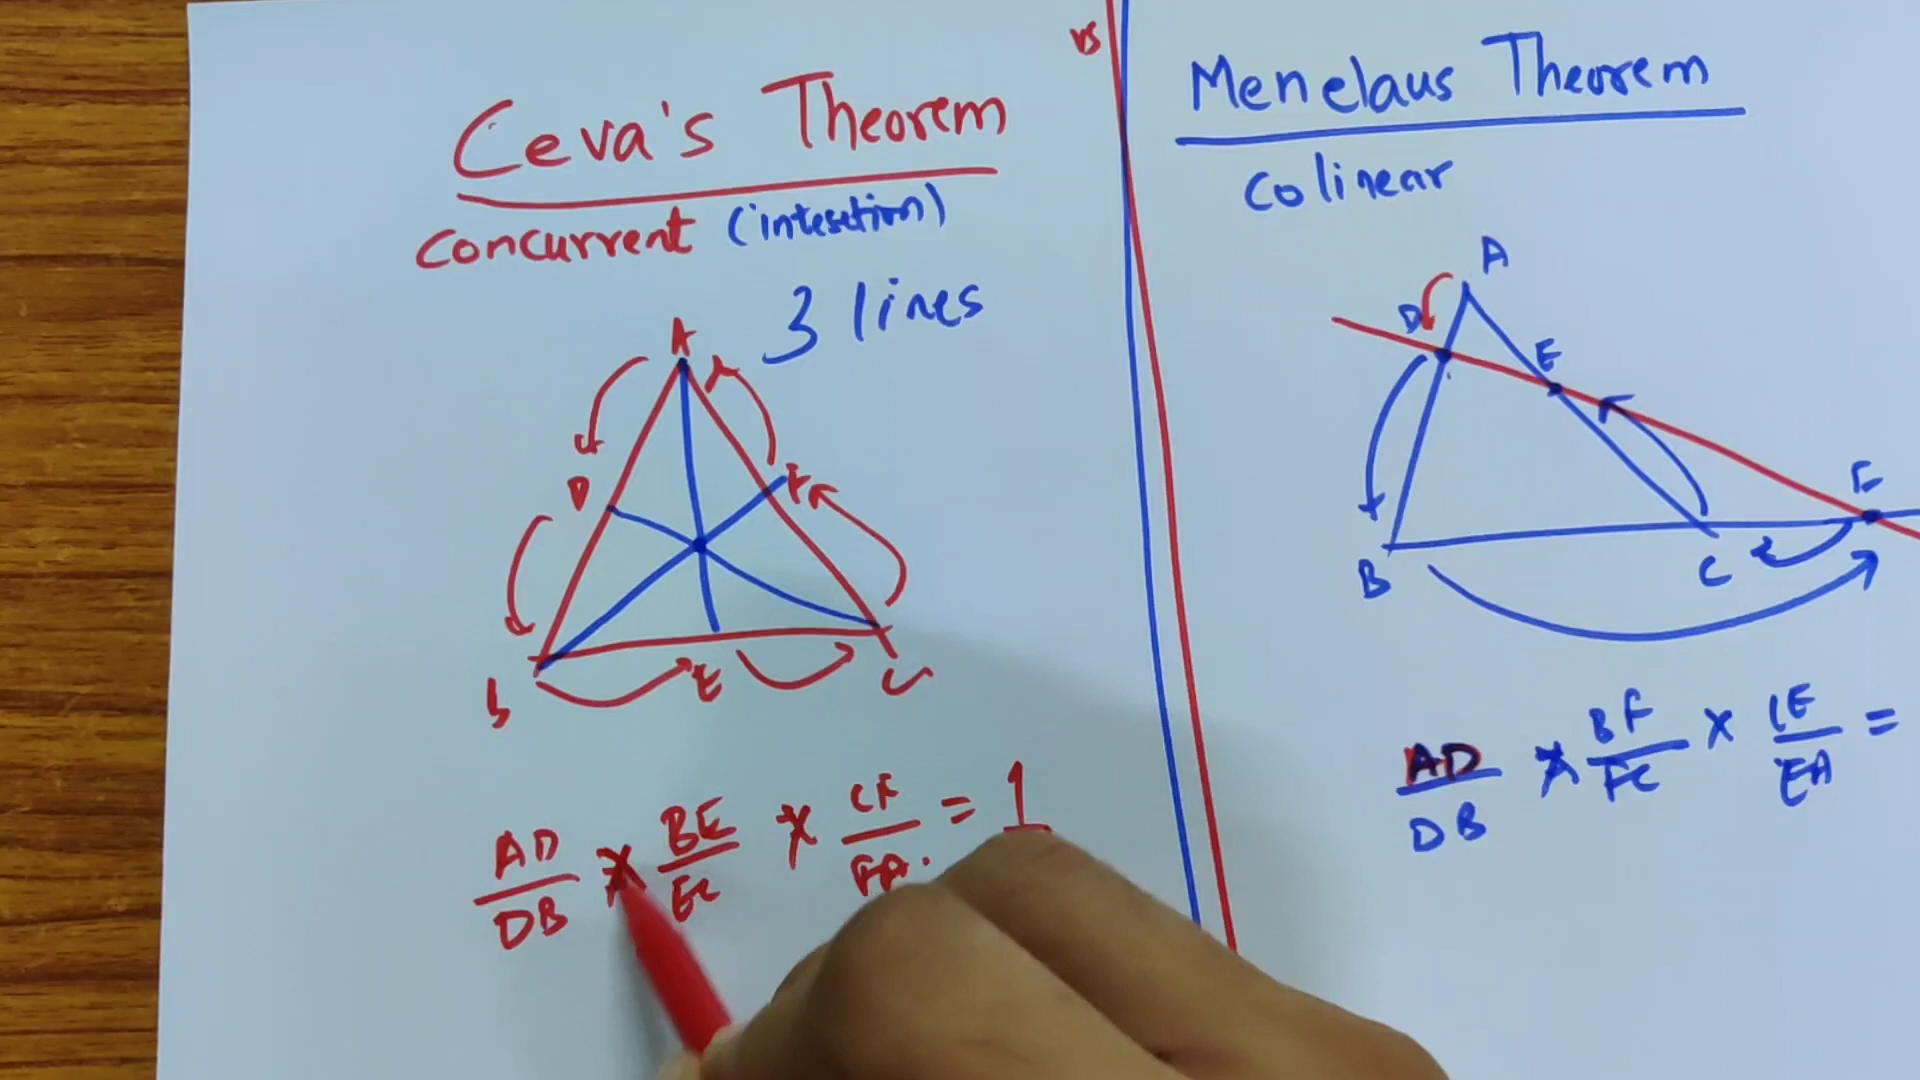 Ceva's Theorem
Concurrent (intesetion)
3 lines
A
D
F
B
E
C
AD/DB × BE/EC × CF/FA = 1
vs
Menelaus Theorem
Colinear
A
D
E
F
B
C
AD/DB × BF/FC × CE/EA =